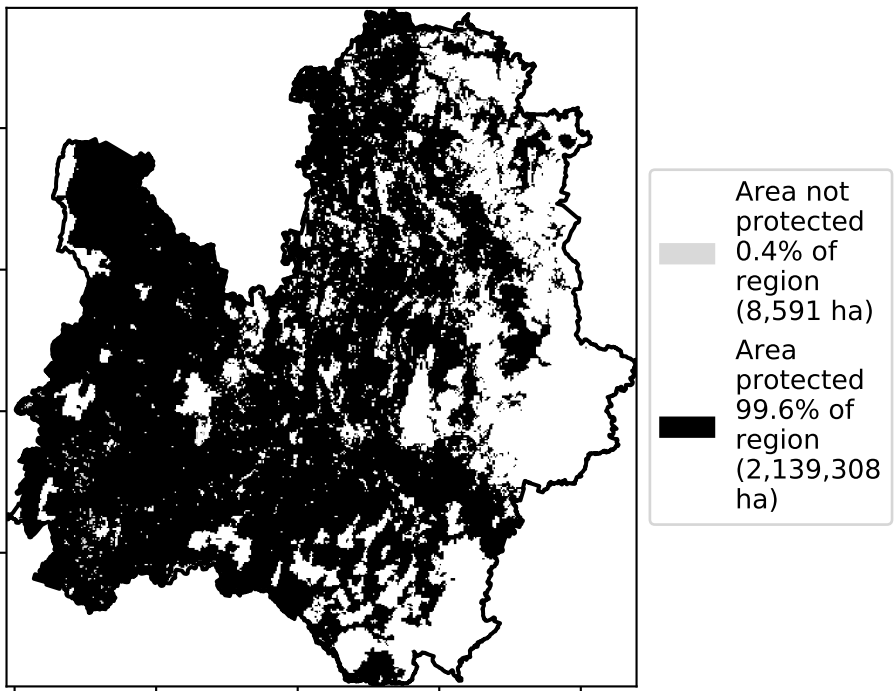 Area not
protected
0.4% of
region
(8,591 ha)
Area
protected
99.6% of
region
(2,139,308
ha)